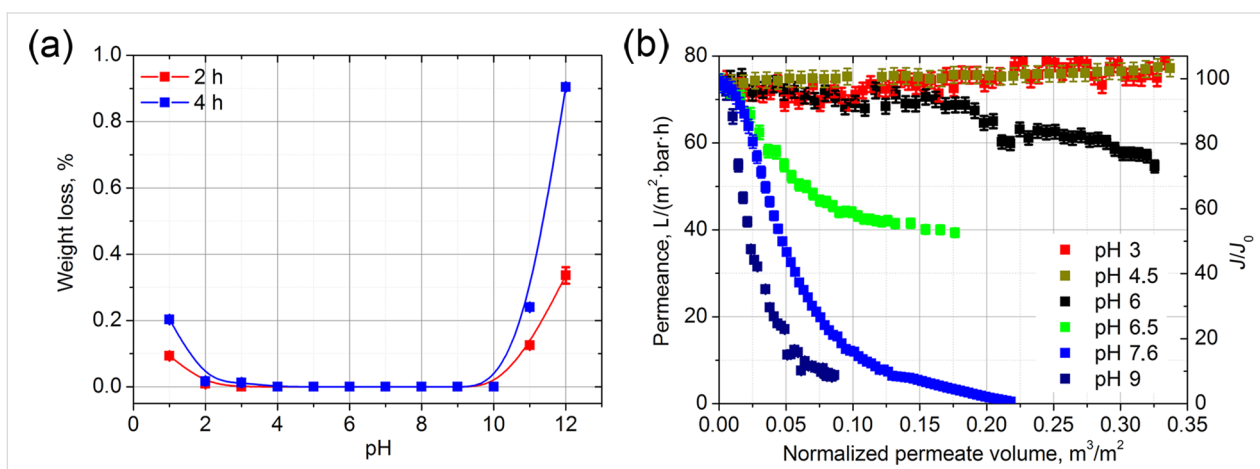 (a)
1.0
0.8
0.6
0.4
0.2
0.0
Weight loss, %
2 h
4 h
0 2 4 6 8 10 12
pH
(b)
80
60
40
20
0
Permeance, L/(m²·bar·h)
100
80
60
40
20
0
J/J₀
pH 3
pH 4.5
pH 6
pH 6.5
pH 7.6
pH 9
0.00 0.05 0.10 0.15 0.20 0.25 0.30 0.35
Normalized permeate volume, m³/m²